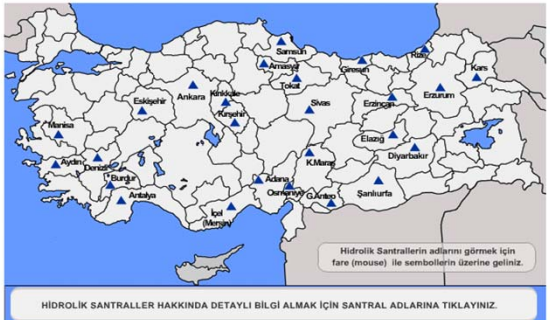 Samsun
Rize
Amasya
Giresun
Kars
Tokat
Kırıkkale
Ankara
Eskişehir
Sivas
Erzincan
Erzurum
Kırşehir
Manisa
Elazığ
Diyarbakır
Aydın
Denizli
K.Maraş
Burdur
Adana
Osmaniye
G.Antep
Şanlıurfa
Antalya
İçel
(Mersin)
Hidrolik Santrallerin adlarını görmek için
fare (mouse) ile sembollerin üzerine geliniz.
HİDROLİK SANTRALLER HAKKINDA DETAYLI BİLGİ ALMAK İÇİN SANTRAL ADLARINA TIKLAYINIZ.